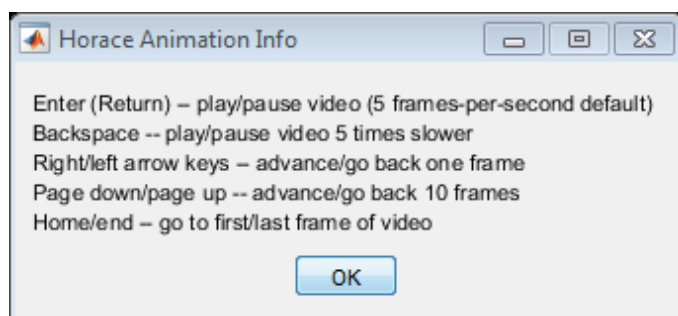 Horace Animation Info
Enter (Return) – play/pause video (5 frames-per-second default)
Backspace -- play/pause video 5 times slower
Right/left arrow keys – advance/go back one frame
Page down/page up -- advance/go back 10 frames
Home/end – go to first/last frame of video
OK